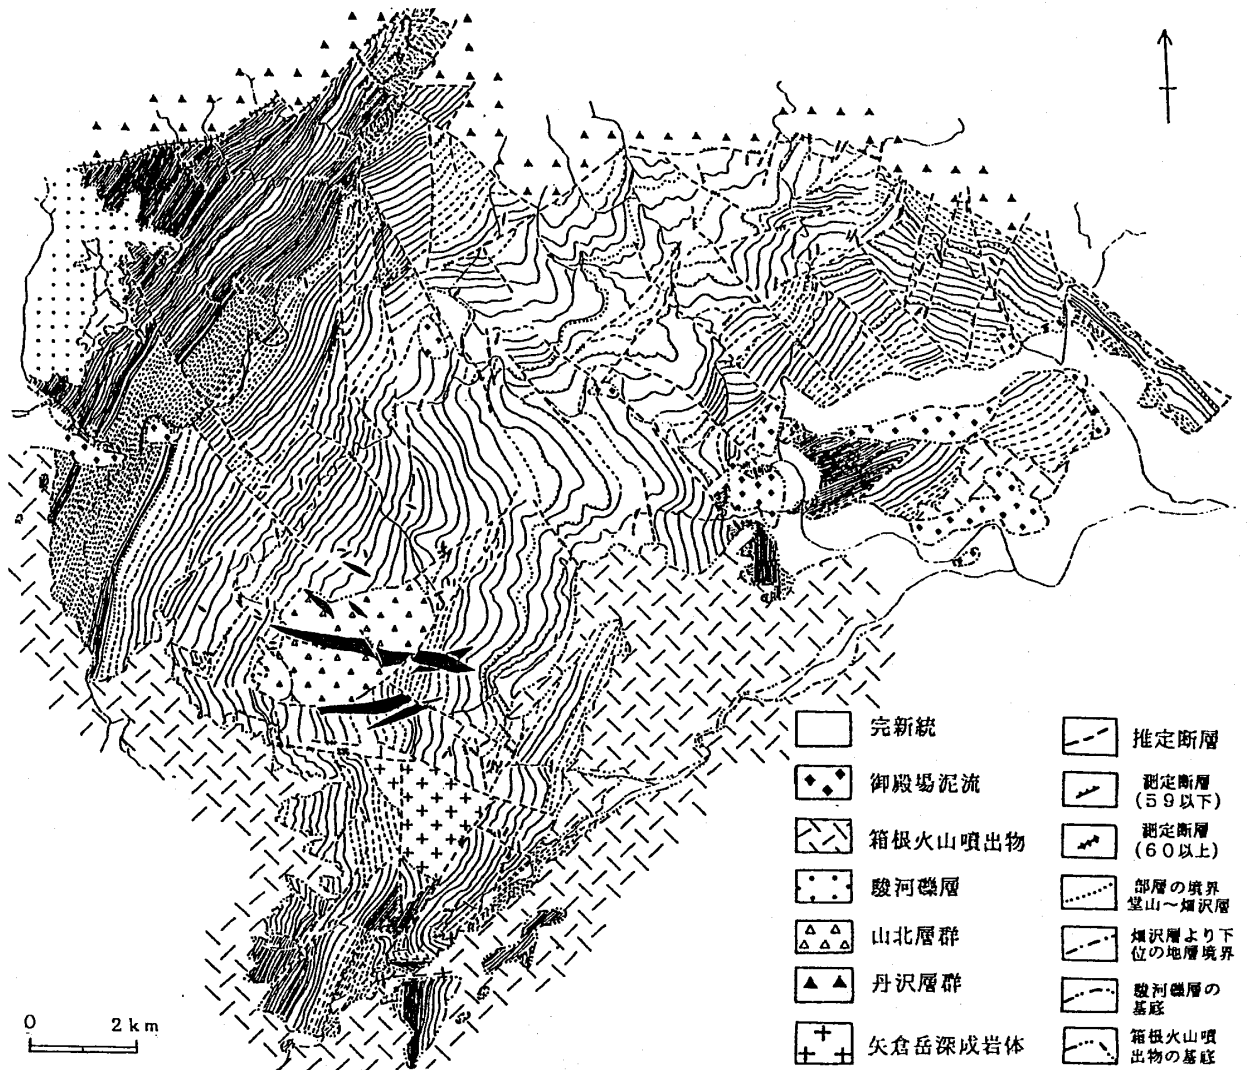 完新統
御殿場泥流
箱根火山噴出物
駿河礫層
山北層群
丹沢層群
矢倉岳深成岩体
推定断層
測定断層
(59以下)
測定断層
(60以上)
部層の境界
堂山~畑沢層
畑沢層より下
位の地層境界
駿河礫層の
基底
箱根火山噴
出物の基底
0 2km